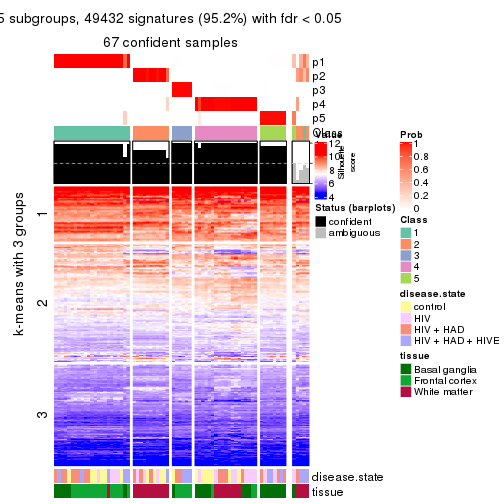 5 subgroups, 49432 signatures (95.2%) with fdr < 0.05
67 confident samples
p1
p2
p3
p4
p5
Class
Value
12
10
8
6
4
Silhouette
score
Status (barplots)
confident
ambiguous
Prob
1
0.8
0.6
0.4
0.2
0
Class
1
2
3
4
5
disease.state
control
HIV
HIV + HAD
HIV + HAD + HIVE
tissue
Basal ganglia
Frontal cortex
White matter
k-means with 3 groups
1
2
3
disease.state
tissue